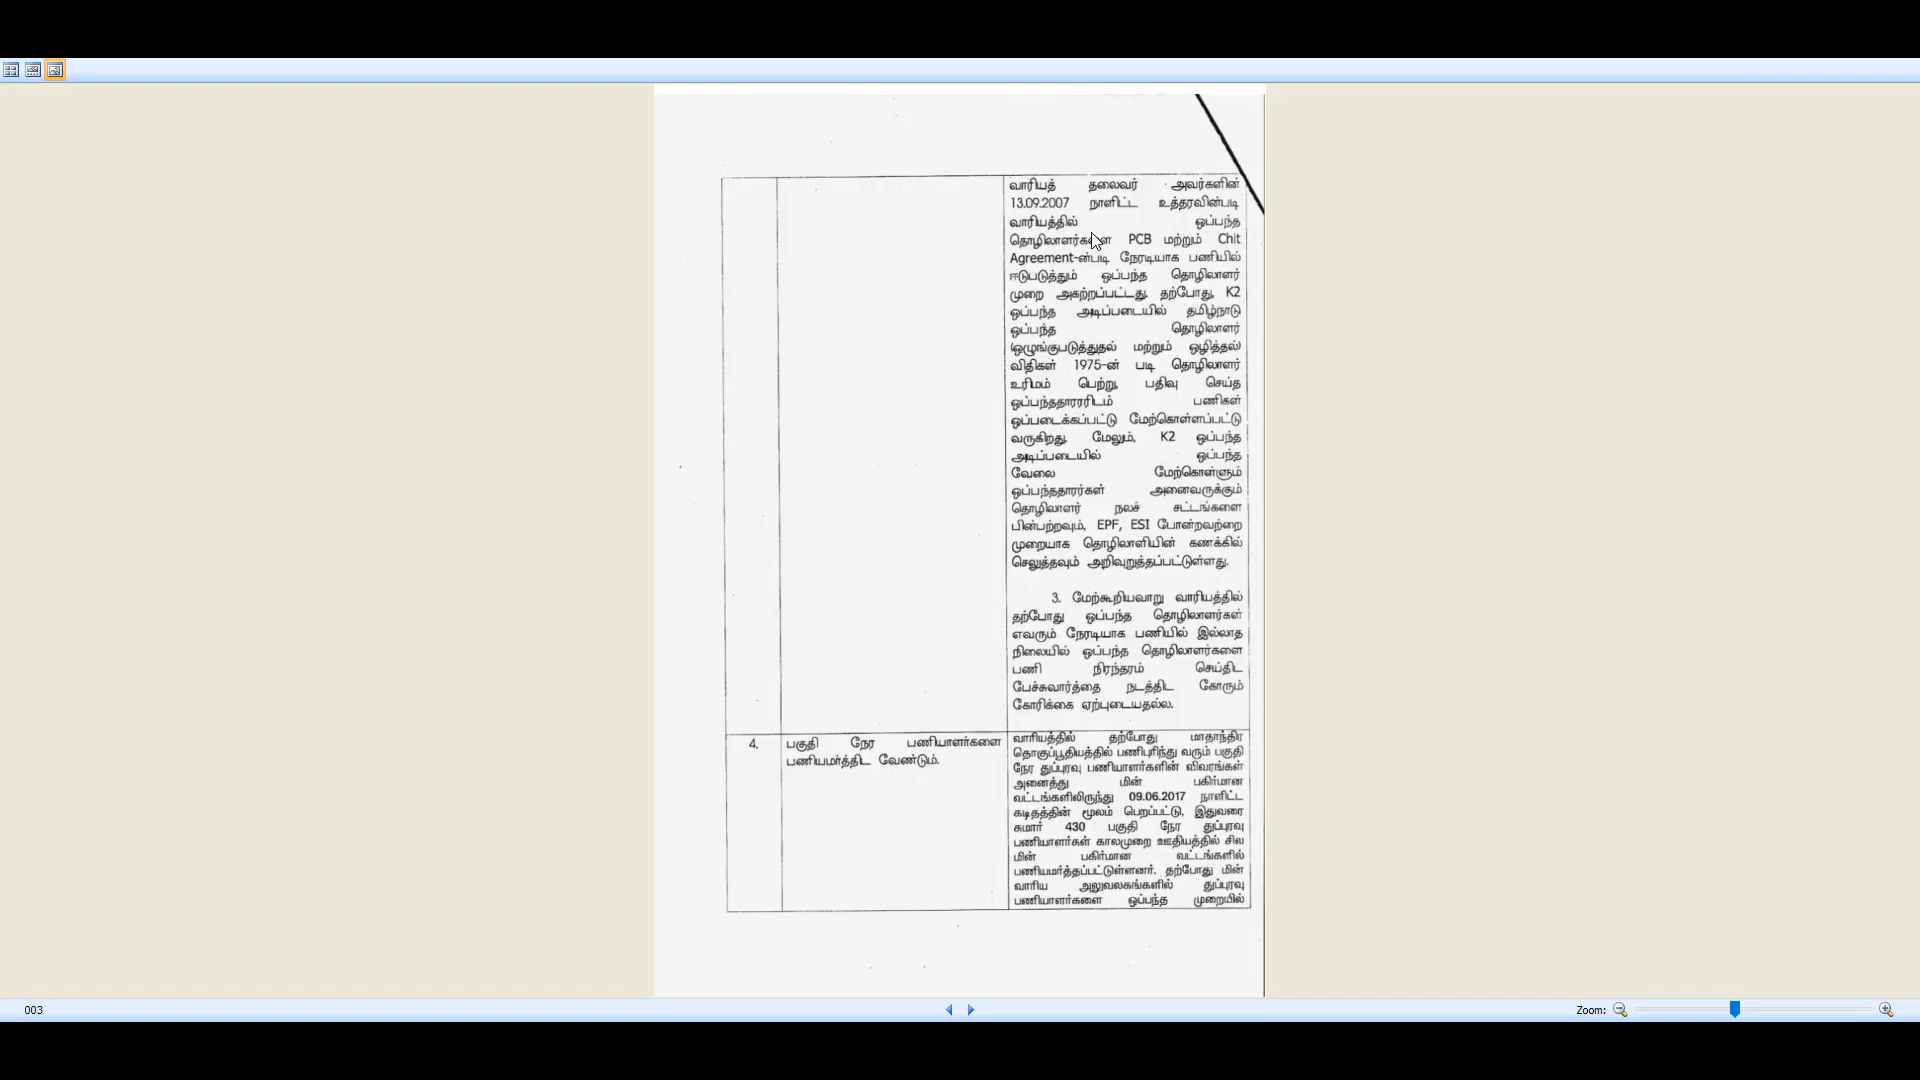 வாரியத் தலைவர் அவர்களின்
13.09.2007 நாளிட்ட உத்தரவின்படி
வாரியத்தில் ஒப்பந்த
தொழிலாளர்களை PCB மற்றும் Chit
Agreement-ன்படி நேரடியாக பணியில்
ஈடுபடுத்தும் ஒப்பந்த தொழிலாளர்
முறை அகற்றப்பட்டது. தற்போது, K2
ஒப்பந்த அடிப்படையில் தமிழ்நாடு
ஒப்பந்த தொழிலாளர்
(ஒழுங்குபடுத்துதல் மற்றும் ஒழித்தல்)
விதிகள் 1975-ன் படி தொழிலாளர்
உரிமம் பெற்று, பதிவு செய்த
ஒப்பந்ததாரரரிடம் பணிகள்
ஒப்படைக்கப்பட்டு மேற்கொள்ளப்பட்டு
வருகிறது. மேலும், K2 ஒப்பந்த
அடிப்படையில் ஒப்பந்த
வேலை மேற்கொள்ளும்
ஒப்பந்ததாரர்கள் அனைவருக்கும்
தொழிலாளர் நலச் சட்டங்களை
பின்பற்றவும், EPF, ESI போன்றவற்றை
முறையாக தொழிலாளியின் கணக்கில்
செலுத்தவும் அறிவுறுத்தப்பட்டுள்ளது.
3. மேற்கூறியவாறு வாரியத்தில்
தற்போது ஒப்பந்த தொழிலாளர்கள்
எவரும் நேரடியாக பணியில் இல்லாத
நிலையில் ஒப்பந்த தொழிலாளர்களை
பணி நிரந்தரம் செய்திட
பேச்சுவார்த்தை நடத்திட கோரும்
கோரிக்கை ஏற்புடையதல்ல.
4. பகுதி நேர பணியாளர்களை
பணியமர்த்திட வேண்டும்.
வாரியத்தில் தற்போது மாதாந்திர
தொகுப்பூதியத்தில் பணிபுரிந்து வரும் பகுதி
நேர துப்புரவு பணியாளர்களின் விவரங்கள்
அனைத்து மின் பகிர்மான
வட்டங்களிலிருந்து 09.06.2017 நாளிட்ட
கடிதத்தின் மூலம் பெறப்பட்டு, இதுவரை
சுமார் 430 பகுதி நேர துப்புரவு
பணியாளர்கள் காலமுறை ஊதியத்தில் சில
மின் பகிர்மான வட்டங்களில்
பணியமர்த்தப்பட்டுள்ளனர். தற்போது மின்
வாரிய அலுவலகங்களில் துப்புரவு
பணியாளர்களை ஒப்பந்த முறையில்
003
Zoom: